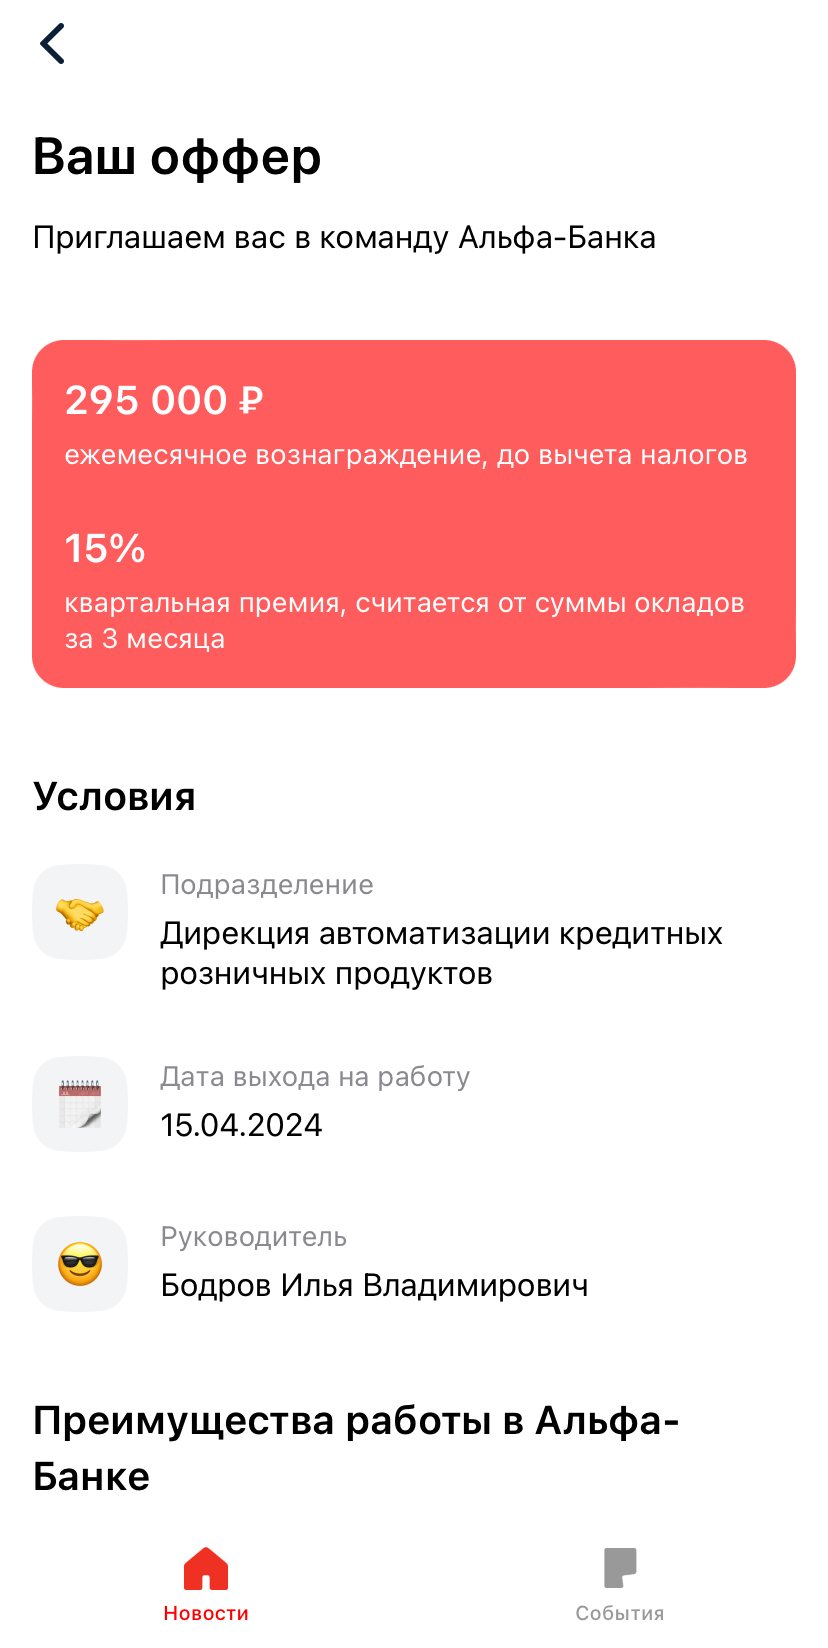 Ваш оффер
Приглашаем вас в команду Альфа-Банка
295 000 ₽
ежемесячное вознаграждение, до вычета налогов
15%
квартальная премия, считается от суммы окладов
за 3 месяца
Условия
Подразделение
Дирекция автоматизации кредитных
розничных продуктов
Дата выхода на работу
15.04.2024
Руководитель
Бодров Илья Владимирович
Преимущества работы в Альфа-
Банке
Новости
События